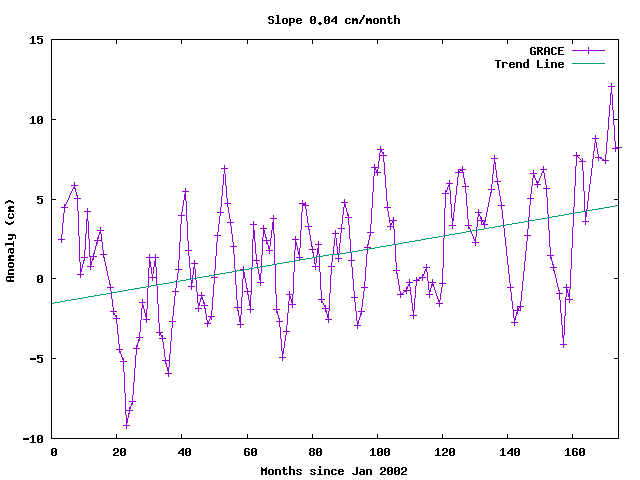 Slope 0.04 cm/month
GRACE
Trend Line
15
10
5
0
-5
-10
Anomaly (cm)
0 20 40 60 80 100 120 140 160
Months since Jan 2002